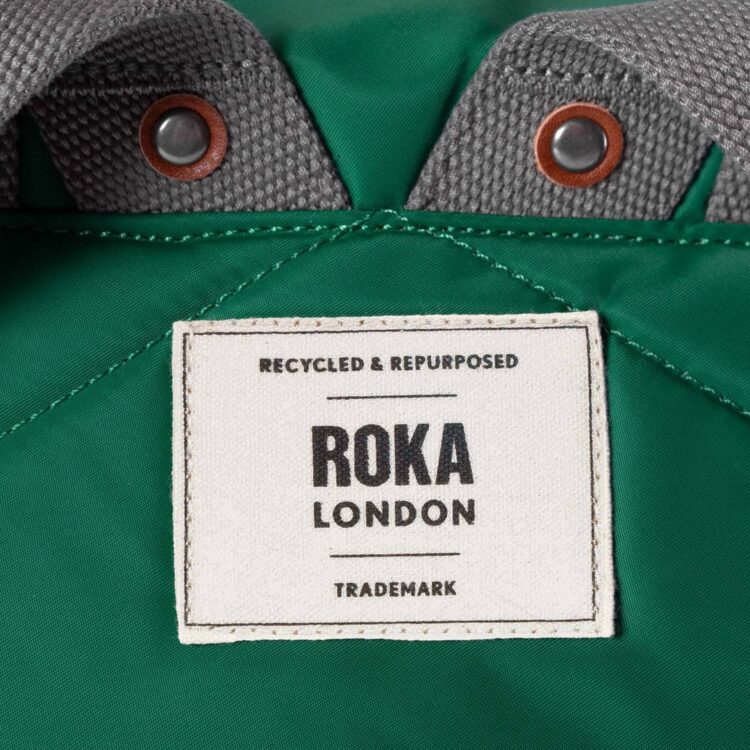 RECYCLED & REPURPOSED
ROKA
LONDON
TRADEMARK